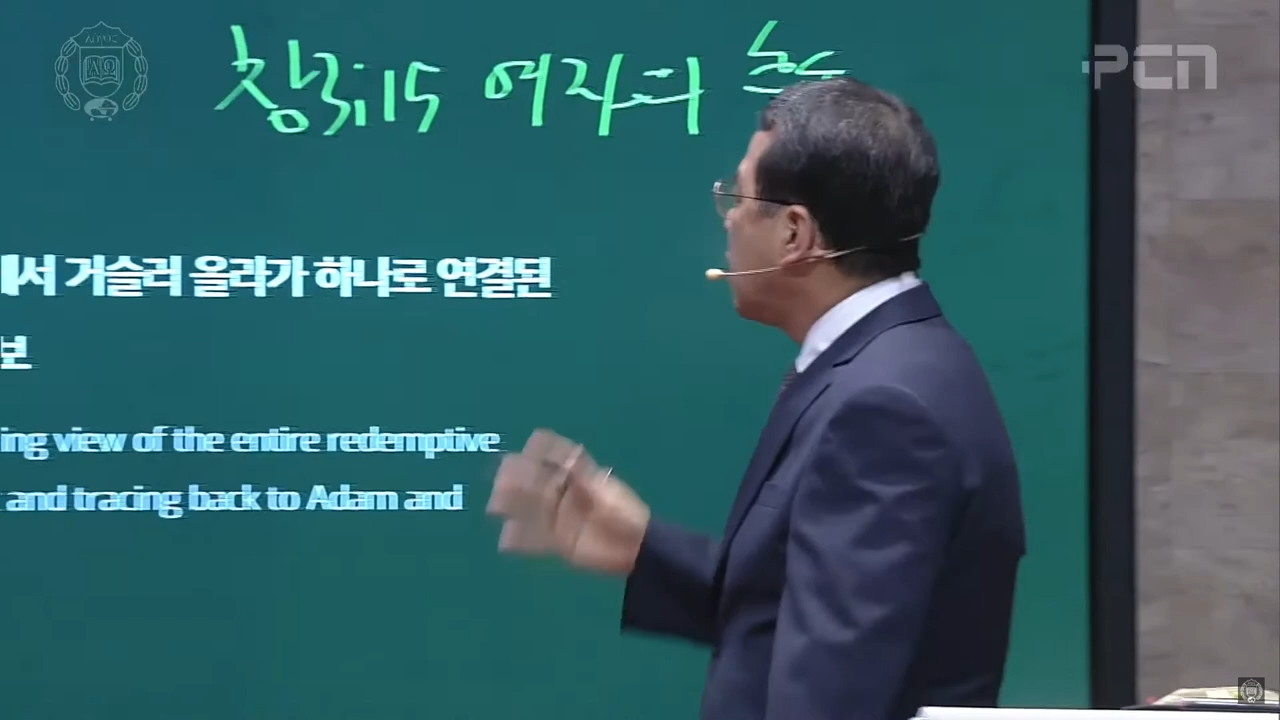 창3:15 여자의
PCN
서 거슬러 올라가 하나로 연결된
보
ing view of the entire redemptive
and tracing back to Adam and